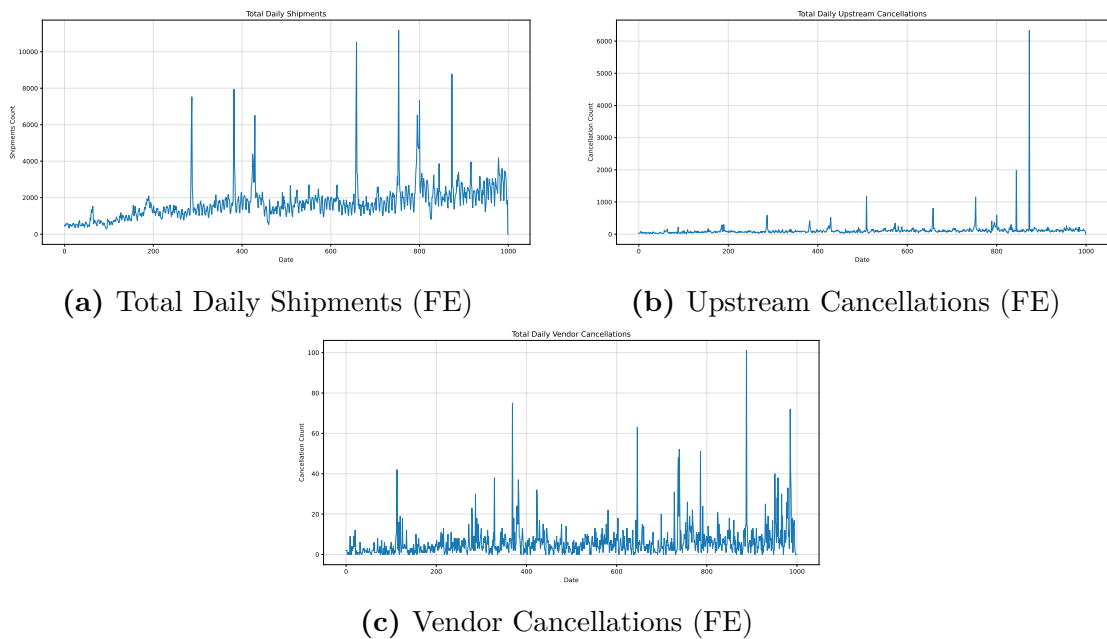 Total Daily Shipments
Shipments Count
10000
8000
6000
4000
2000
0
0 200 400 600 800 1000
Date
(a) Total Daily Shipments (FE)
Total Daily Upstream Cancellations
Cancellation Count
6000
5000
4000
3000
2000
1000
0
0 200 400 600 800 1000
Date
(b) Upstream Cancellations (FE)
Total Daily Vendor Cancellations
Cancellation Count
100
80
60
40
20
0
0 200 400 600 800 1000
Date
(c) Vendor Cancellations (FE)